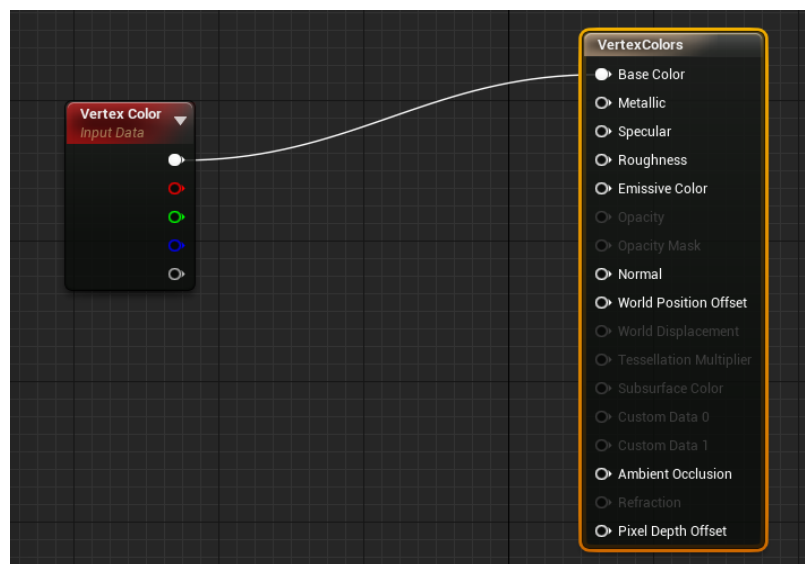 Vertex Color
Input Data
VertexColors
Base Color
Metallic
Specular
Roughness
Emissive Color
Opacity
Opacity Mask
Normal
World Position Offset
World Displacement
Tessellation Multiplier
Subsurface Color
Custom Data 0
Custom Data 1
Ambient Occlusion
Refraction
Pixel Depth Offset